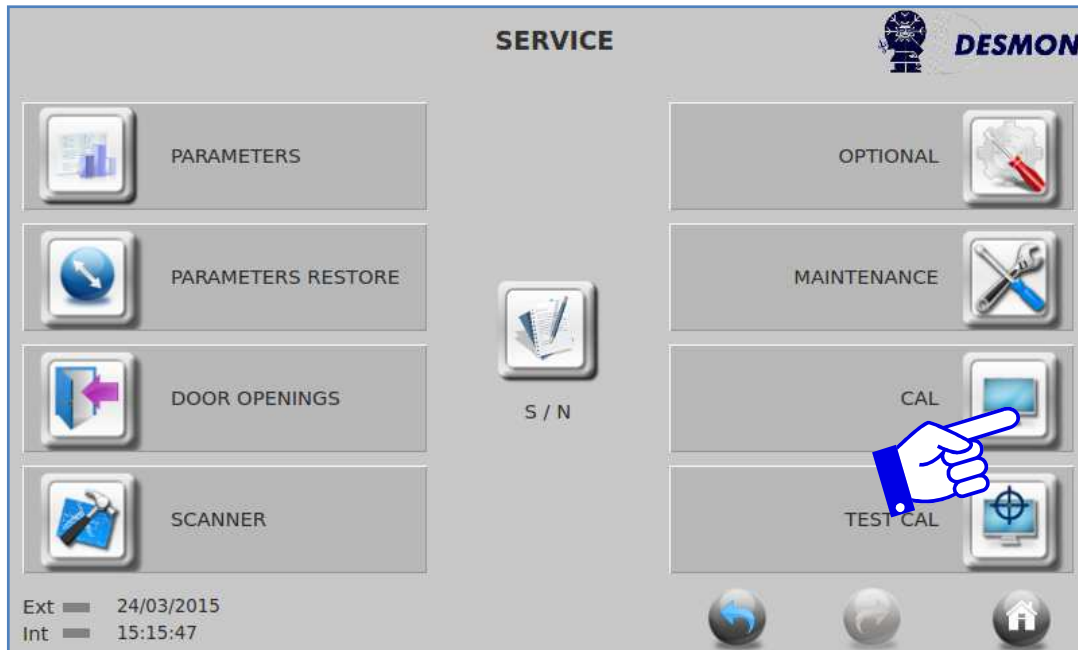 SERVICE
DESMON
PARAMETERS
OPTIONAL
PARAMETERS RESTORE
MAINTENANCE
DOOR OPENINGS
S / N
CAL
SCANNER
TEST CAL
Ext 24/03/2015
Int 15:15:47